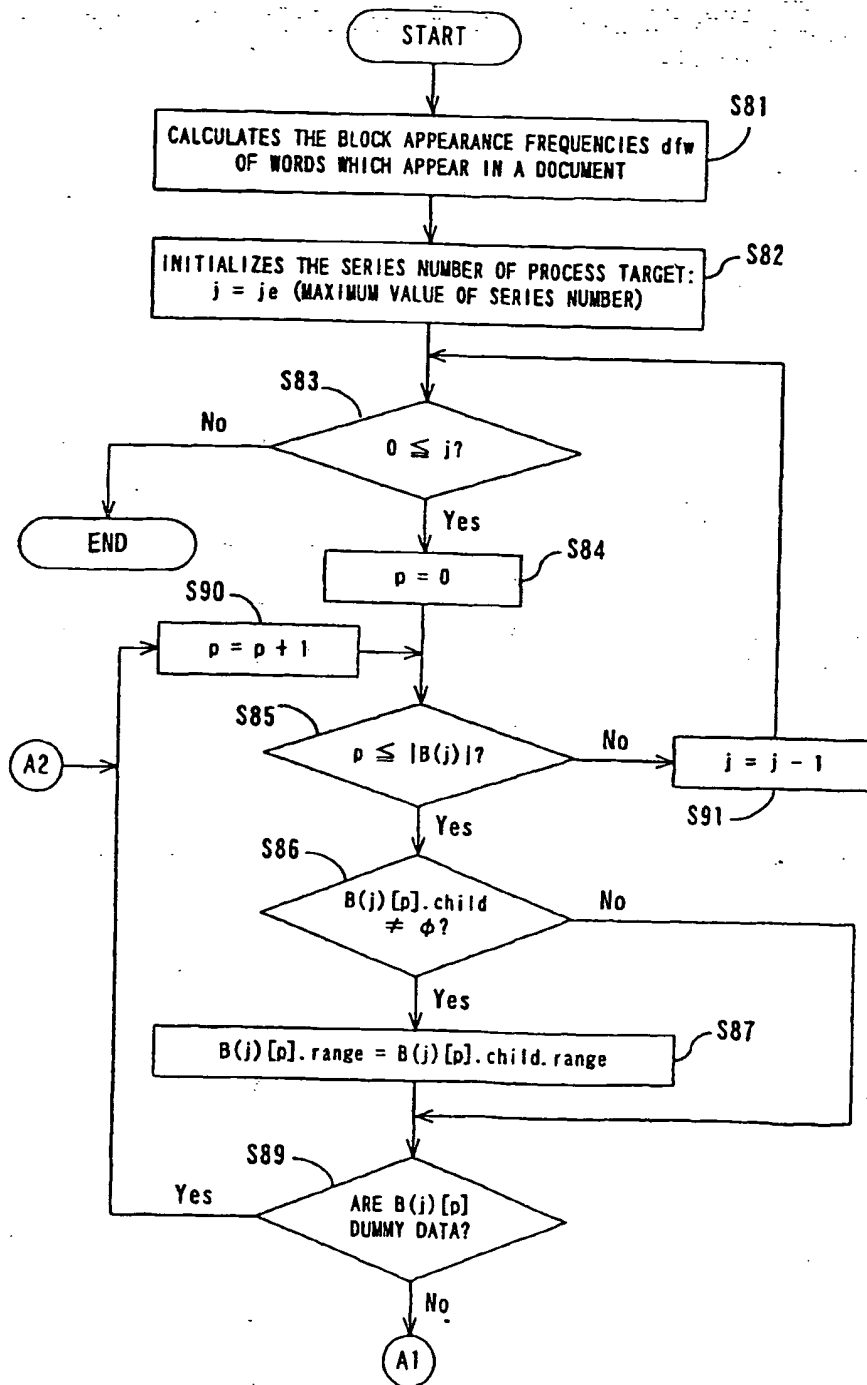 START
S81
CALCULATES THE BLOCK APPEARANCE FREQUENCIES dfw
OF WORDS WHICH APPEAR IN A DOCUMENT
S82
INITIALIZES THE SERIES NUMBER OF PROCESS TARGET:
j = je (MAXIMUM VALUE OF SERIES NUMBER)
S83
No
0 ≦ j?
Yes
END
S84
p = 0
S90
p = p + 1
S85
A2
p ≦ |B(j)|?
No
j = j - 1
S91
Yes
S86
B(j)[p].child
≠ φ?
No
Yes
S87
B(j)[p].range = B(j)[p].child.range
S89
Yes
ARE B(j)[p]
DUMMY DATA?
No
A1